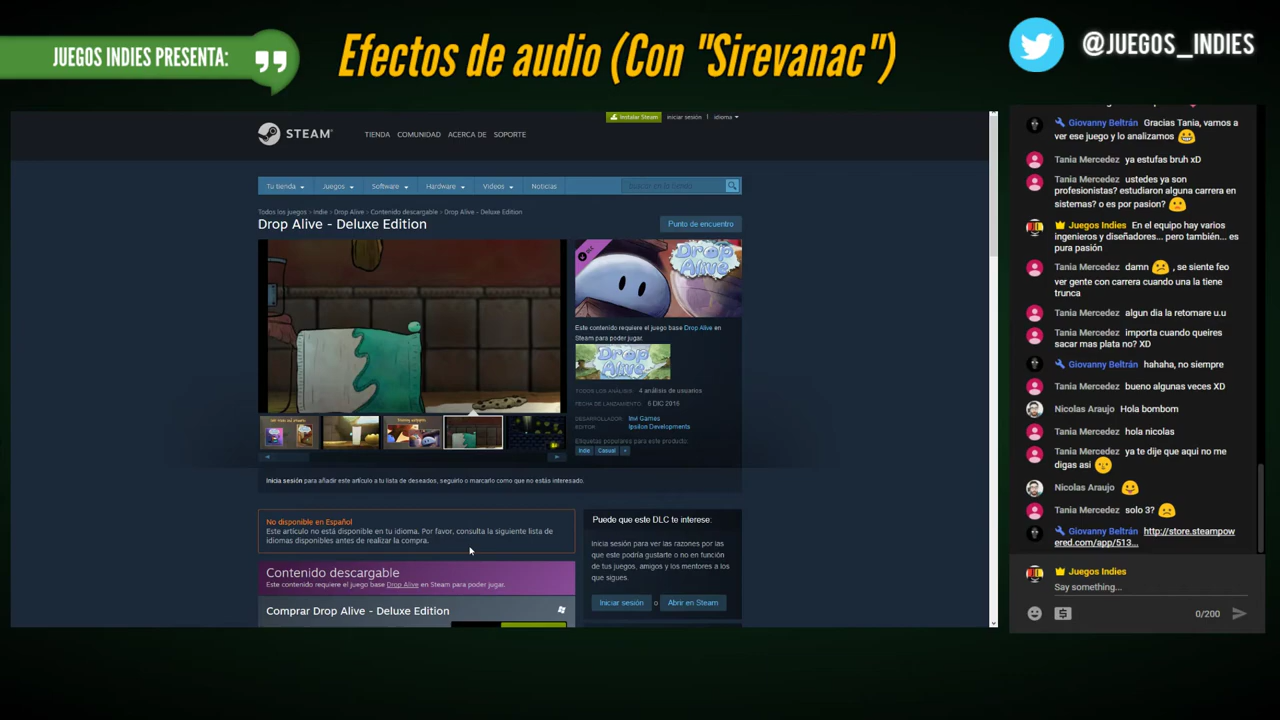 JUEGOS INDIES PRESENTA:
Efectos de audio (Con "Sirevanac")
@JUEGOS_INDIES
STEAM
TIENDA COMUNIDAD ACERCA DE SOPORTE
Instalar Steam iniciar sesión | idioma
Tu tienda Juegos Software Hardware Videos Noticias
buscar en la tienda
Todos los juegos > Indie > Drop Alive > Contenido descargable > Drop Alive - Deluxe Edition
Drop Alive - Deluxe Edition
Punto de encuentro
DLC
Drop
Alive
Este contenido requiere el juego base Drop Alive en
Steam para poder jugar.
Drop
Alive
TODOS LOS ANÁLISIS: 4 análisis de usuarios
FECHA DE LANZAMIENTO: 6 DIC 2016
DESARROLLADOR: Invi Games
EDITOR: Ipsilon Developments
Etiquetas populares para este producto:
Indie Casual +
Inicia sesión para añadir este artículo a tu lista de deseados, seguirlo o marcarlo como que no estás interesado.
No disponible en Español
Este artículo no está disponible en tu idioma. Por favor, consulta la siguiente lista de
idiomas disponibles antes de realizar la compra.
Contenido descargable
Este contenido requiere el juego base Drop Alive en Steam para poder jugar.
Comprar Drop Alive - Deluxe Edition
Puede que este DLC te interese:
Inicia sesión para ver las razones por las
que este podría gustarte o no en función
de tus juegos, amigos y los mentores a los
que sigues.
Iniciar sesión o Abrir en Steam
Giovanny Beltrán Gracias Tania, vamos a
ver ese juego y lo analizamos
Tania Mercedez ya estufas bruh xD
Tania Mercedez ustedes ya son
profesionistas? estudiaron alguna carrera en
sistemas? o es por pasion?
Juegos Indies En el equipo hay varios
ingenieros y diseñadores... pero también... es
pura pasión
Tania Mercedez damn , se siente feo
ver gente con carrera cuando una la tiene
trunca
Tania Mercedez algun dia la retomare u.u
Tania Mercedez importa cuando queires
sacar mas plata no? XD
Giovanny Beltrán hahaha, no siempre
Tania Mercedez bueno algunas veces XD
Nicolas Araujo Hola bombom
Tania Mercedez hola nicolas
Tania Mercedez ya te dije que aqui no me
digas asi
Nicolas Araujo
Tania Mercedez solo 3?
Giovanny Beltrán http://store.steampow
ered.com/app/513...
Juegos Indies
Say something...
0/200